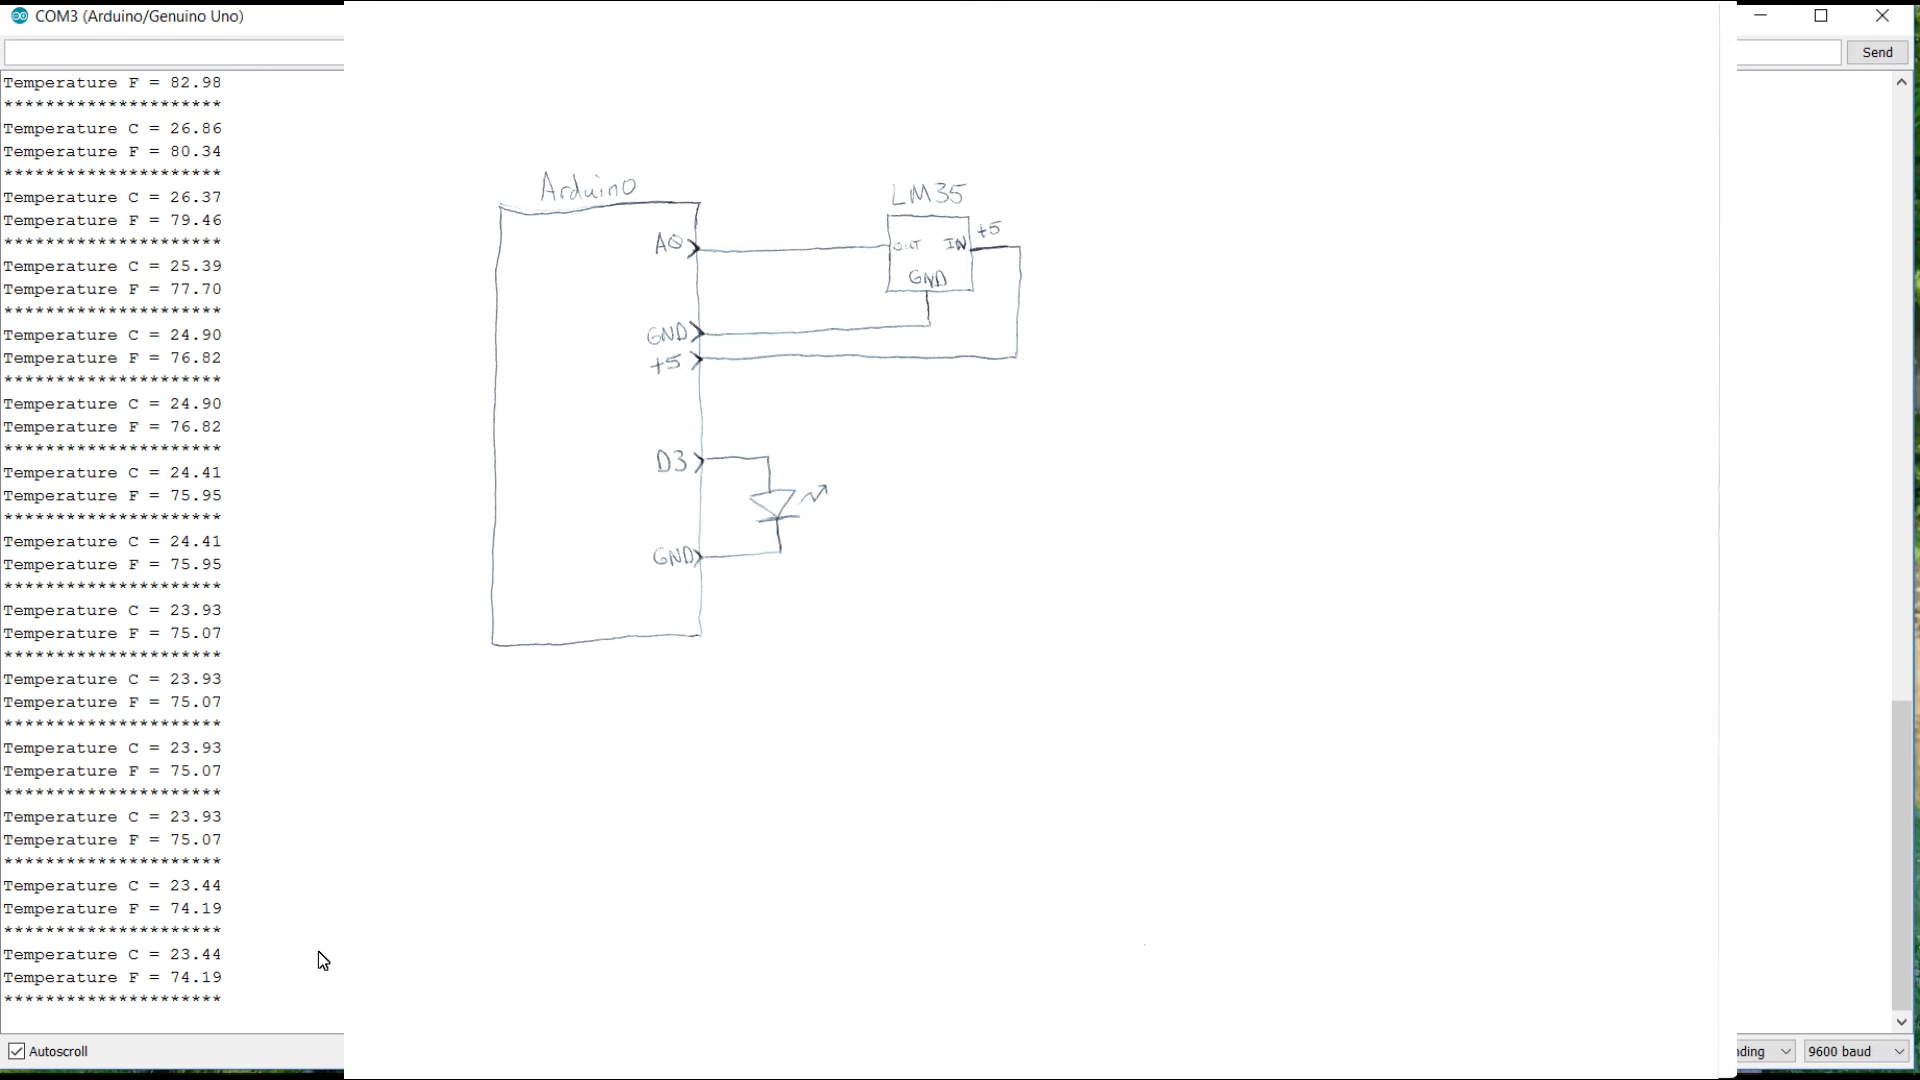 COM3 (Arduino/Genuino Uno)
Send
Temperature F = 82.98
*********************
Temperature C = 26.86
Temperature F = 80.34
*********************
Temperature C = 26.37
Temperature F = 79.46
*********************
Temperature C = 25.39
Temperature F = 77.70
*********************
Temperature C = 24.90
Temperature F = 76.82
*********************
Temperature C = 24.90
Temperature F = 76.82
*********************
Temperature C = 24.41
Temperature F = 75.95
*********************
Temperature C = 24.41
Temperature F = 75.95
*********************
Temperature C = 23.93
Temperature F = 75.07
*********************
Temperature C = 23.93
Temperature F = 75.07
*********************
Temperature C = 23.93
Temperature F = 75.07
*********************
Temperature C = 23.93
Temperature F = 75.07
*********************
Temperature C = 23.44
Temperature F = 74.19
*********************
Temperature C = 23.44
Temperature F = 74.19
*********************
Autoscroll
Arduino
A0
GND
+5
D3
GND
LM35
OUT IN +5
GND
ding
9600 baud